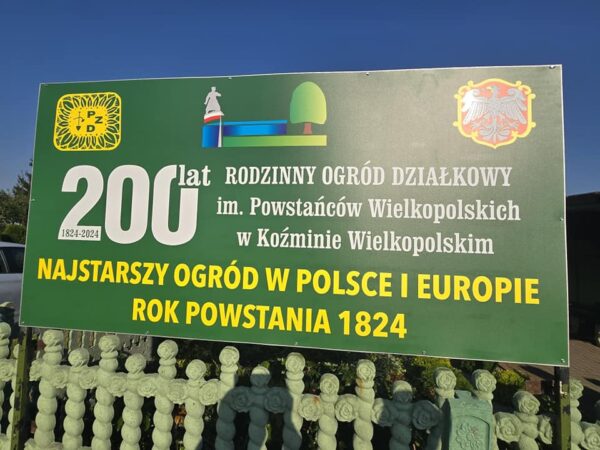 PZD
200 lat
1824-2024
RODZINNY OGRÓD DZIAŁKOWY
im. Powstańców Wielkopolskich
w Koźminie Wielkopolskim
NAJSTARSZY OGRÓD W POLSCE I EUROPIE
ROK POWSTANIA 1824